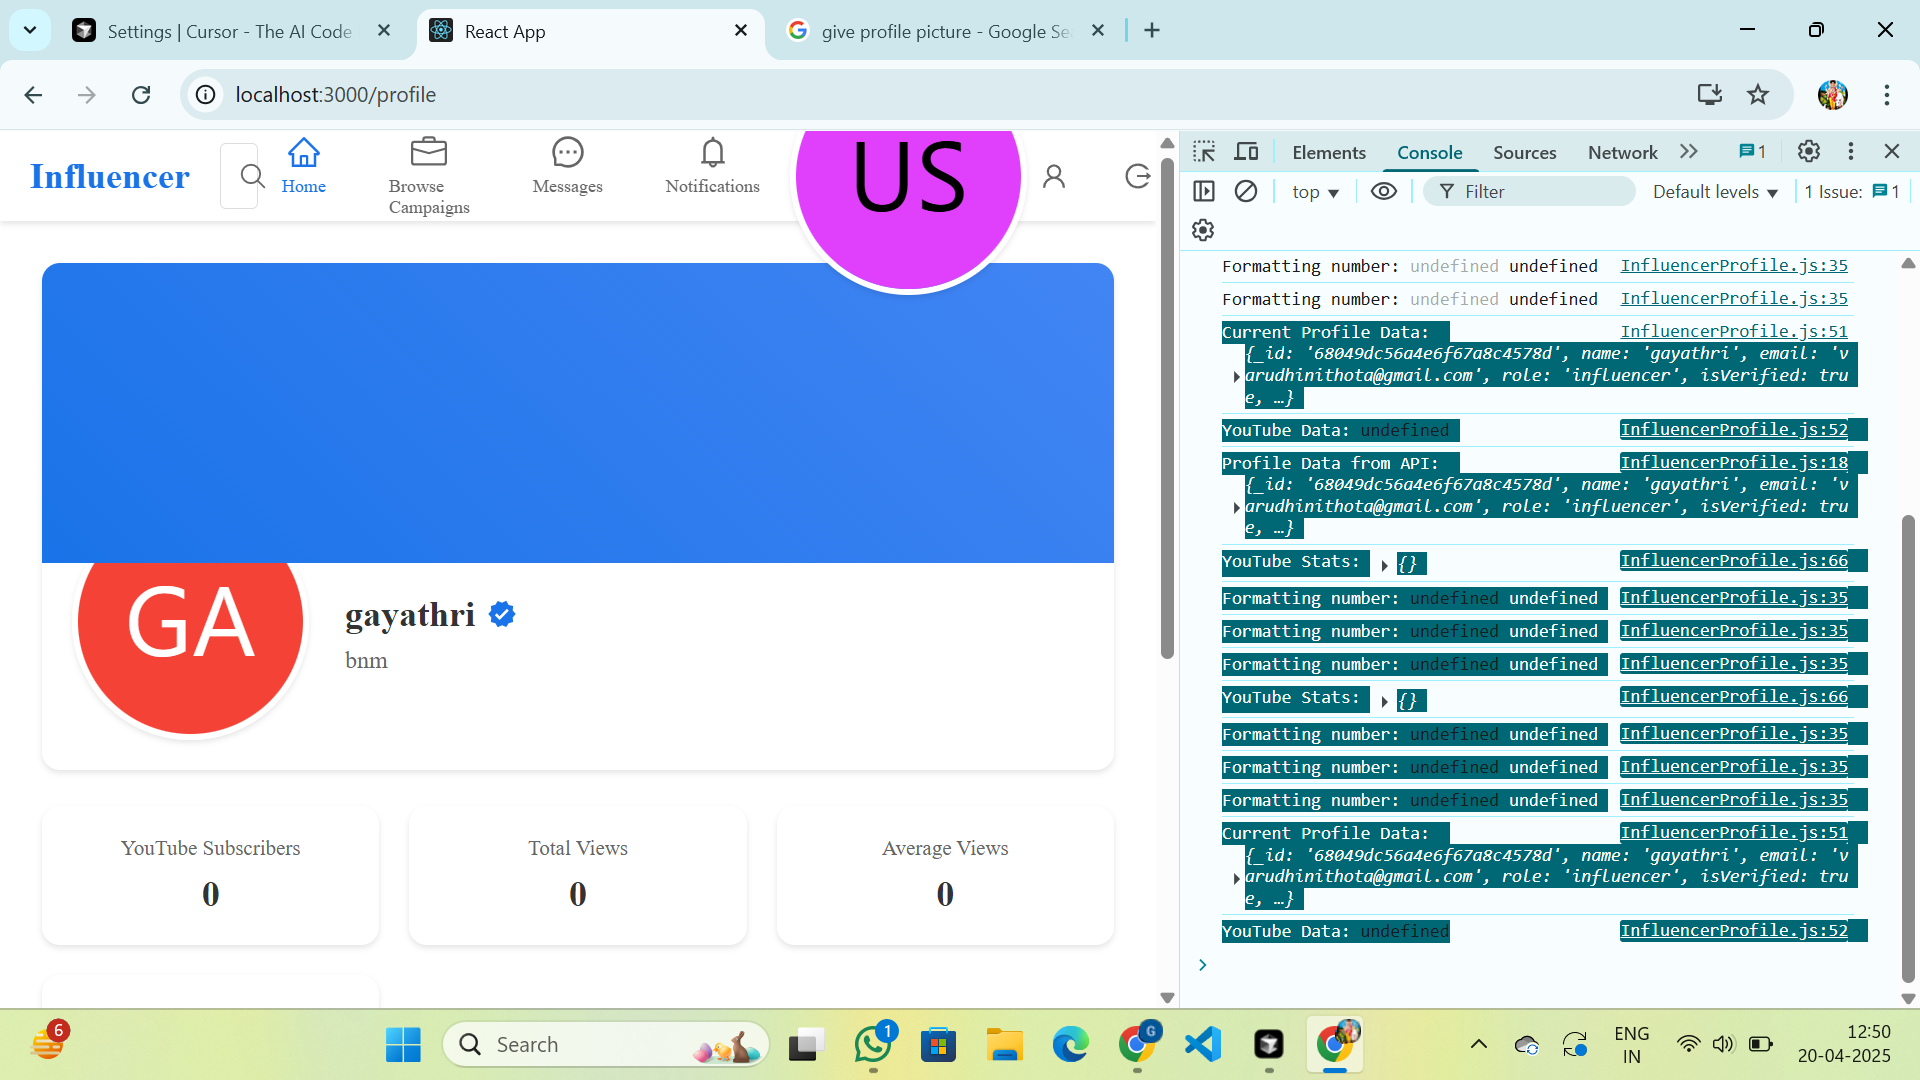 Settings | Cursor - The AI Code
React App
give profile picture - Google Se
localhost:3000/profile
Influencer
Home
Browse
Campaigns
Messages
Notifications
US
GA
gayathri
bnm
YouTube Subscribers
0
Total Views
0
Average Views
0
Elements
Console
Sources
Network
1
top
Filter
Default levels
1 Issue:
1
Formatting number: undefined undefined InfluencerProfile.js:35
Formatting number: undefined undefined InfluencerProfile.js:35
Current Profile Data: InfluencerProfile.js:51
{_id: '68049dc56a4e6f67a8c4578d', name: 'gayathri', email: 'v
arudhinithota@gmail.com', role: 'influencer', isVerified: tru
e, …}
YouTube Data: undefined InfluencerProfile.js:52
Profile Data from API: InfluencerProfile.js:18
{_id: '68049dc56a4e6f67a8c4578d', name: 'gayathri', email: 'v
arudhinithota@gmail.com', role: 'influencer', isVerified: tru
e, …}
YouTube Stats: {} InfluencerProfile.js:66
Formatting number: undefined undefined InfluencerProfile.js:35
Formatting number: undefined undefined InfluencerProfile.js:35
Formatting number: undefined undefined InfluencerProfile.js:35
YouTube Stats: {} InfluencerProfile.js:66
Formatting number: undefined undefined InfluencerProfile.js:35
Formatting number: undefined undefined InfluencerProfile.js:35
Formatting number: undefined undefined InfluencerProfile.js:35
Current Profile Data: InfluencerProfile.js:51
{_id: '68049dc56a4e6f67a8c4578d', name: 'gayathri', email: 'v
arudhinithota@gmail.com', role: 'influencer', isVerified: tru
e, …}
YouTube Data: undefined InfluencerProfile.js:52
6
Search
1
G
ENG
IN
12:50
20-04-2025